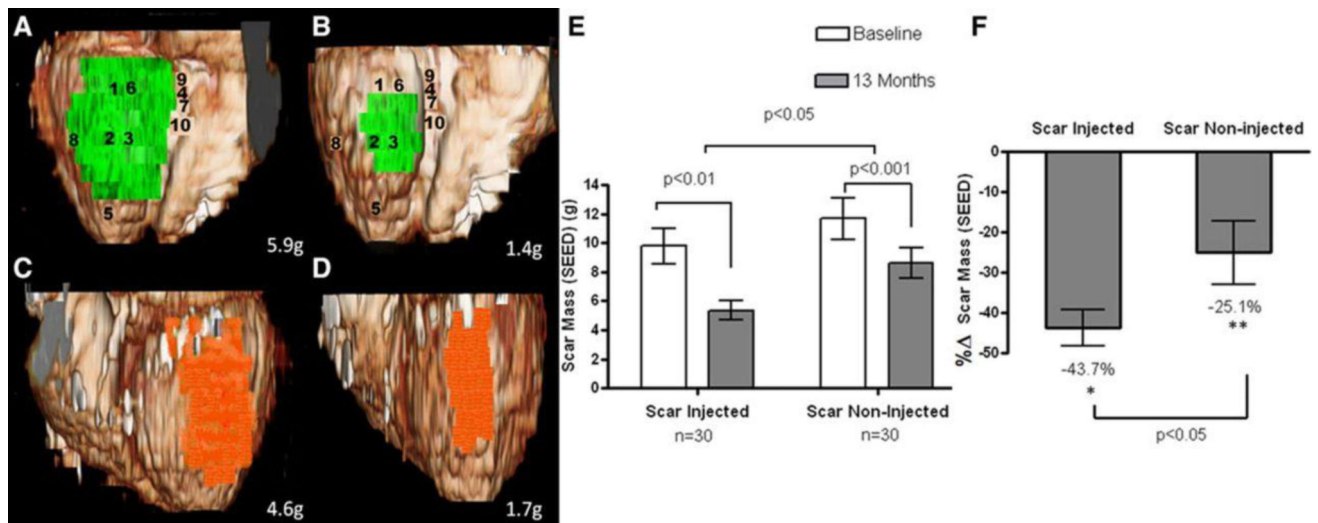 A
1 6
9
4
7
10
8
2 3
5
5.9g
B
1 6
9
4
7
10
8
2 3
5
1.4g
C
4.6g
D
1.7g
E
Baseline
13 Months
p<0.05
p<0.01
p<0.001
Scar Mass (SEED) (g)
14
12
10
8
6
4
2
0
Scar Injected
Scar Non-Injected
n=30
n=30
F
Scar Injected
Scar Non-injected
%Δ Scar Mass (SEED)
0
-10
-20
-30
-40
-50
-25.1%
**
-43.7%
*
p<0.05